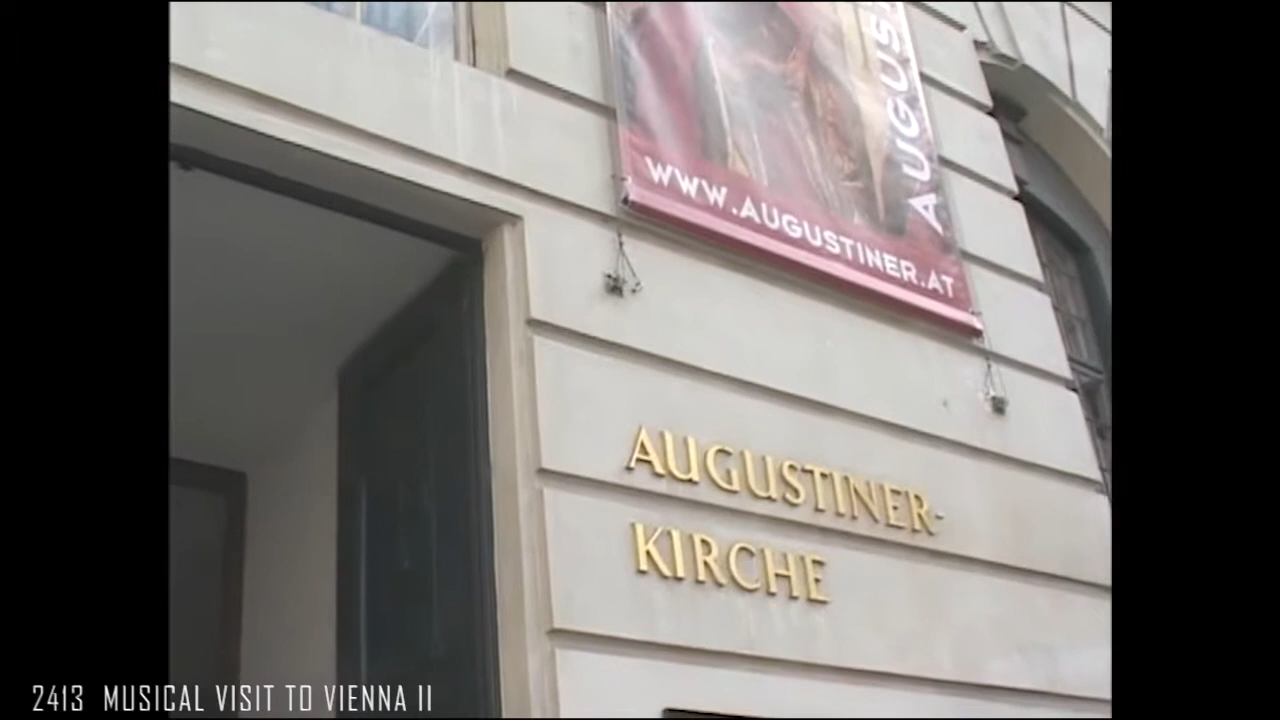 AUGUS
WWW.AUGUSTINER.AT
AUGUSTINER-
KIRCHE
2413 MUSICAL VISIT TO VIENNA II